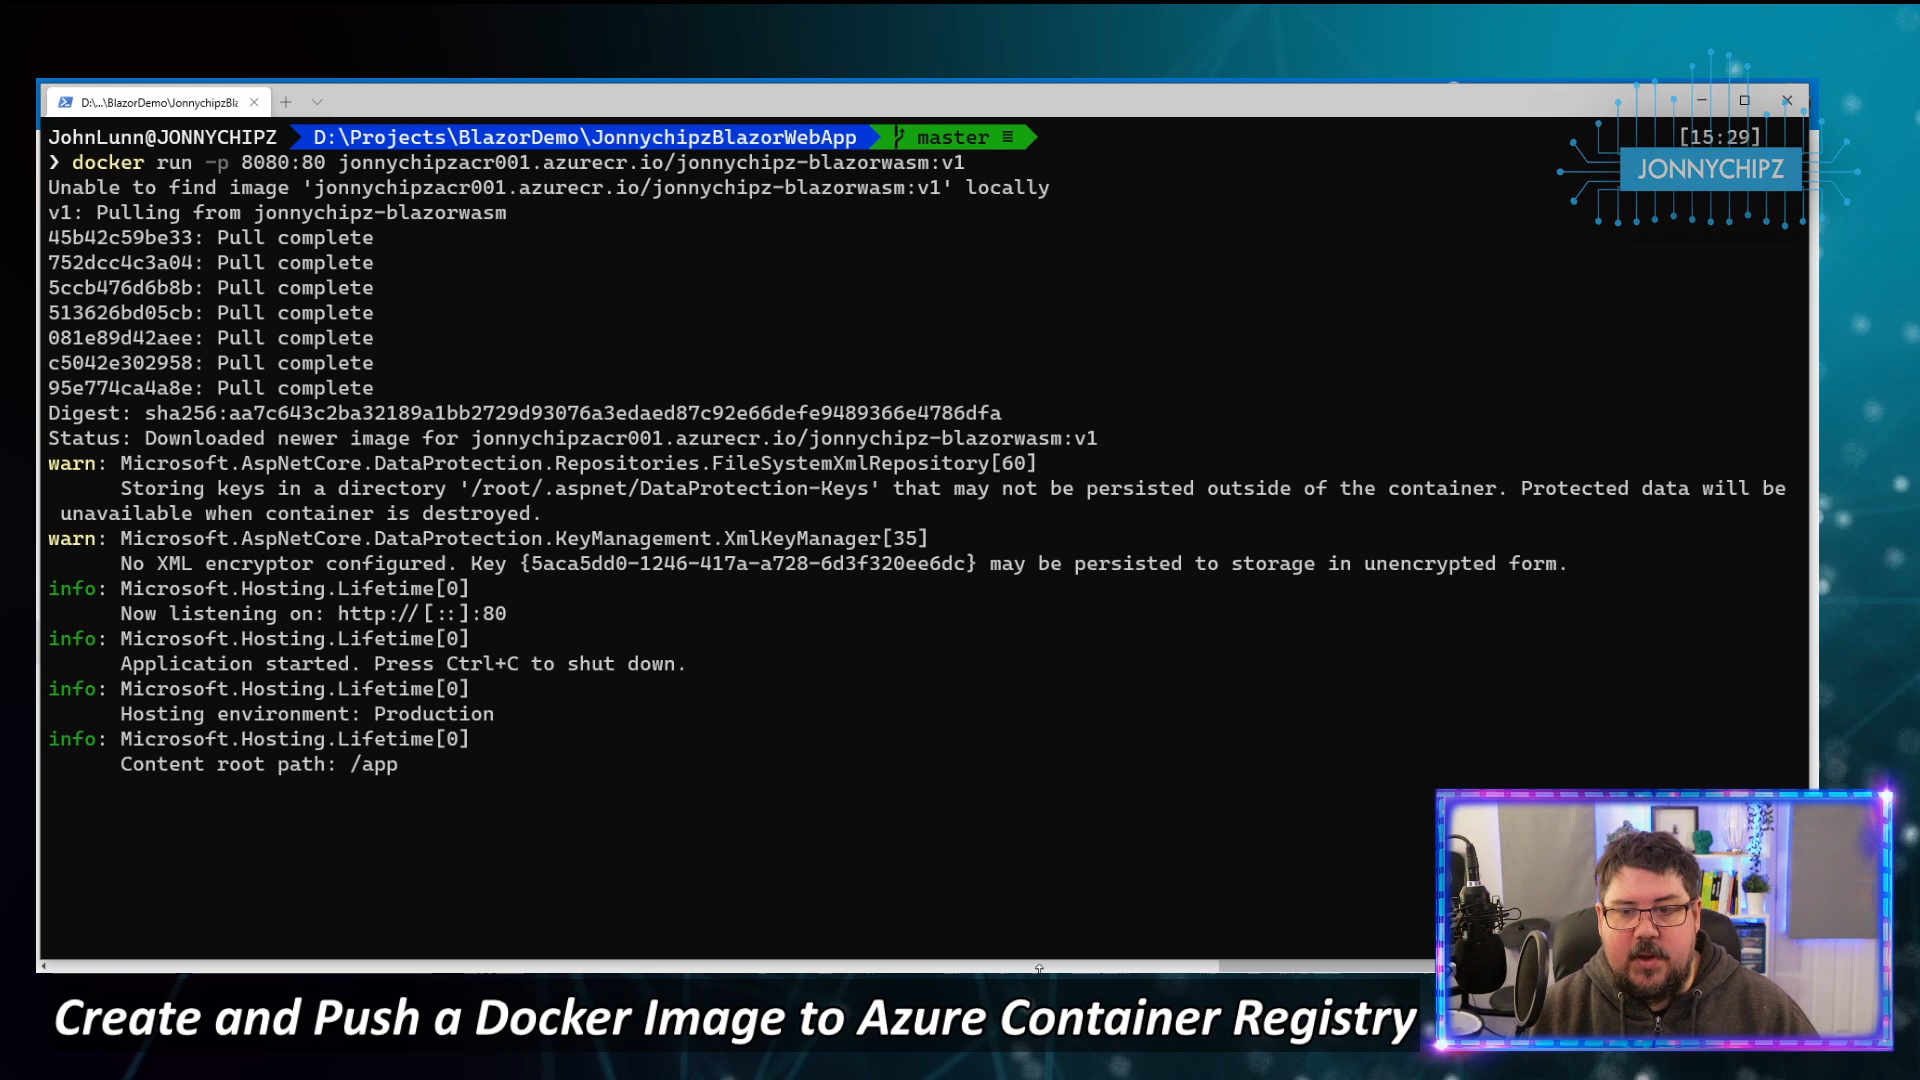 D:\...\BlazorDemo\JonnychipzBla
JohnLunn@JONNYCHIPZ D:\Projects\BlazorDemo\JonnychipzBlazorWebApp master ≡ [15:29]
❯ docker run -p 8080:80 jonnychipzacr001.azurecr.io/jonnychipz-blazorwasm:v1
JONNYCHIPZ
Unable to find image 'jonnychipzacr001.azurecr.io/jonnychipz-blazorwasm:v1' locally
v1: Pulling from jonnychipz-blazorwasm
45b42c59be33: Pull complete
752dcc4c3a04: Pull complete
5ccb476d6b8b: Pull complete
513626bd05cb: Pull complete
081e89d42aee: Pull complete
c5042e302958: Pull complete
95e774ca4a8e: Pull complete
Digest: sha256:aa7c643c2ba32189a1bb2729d93076a3edaed87c92e66defe9489366e4786dfa
Status: Downloaded newer image for jonnychipzacr001.azurecr.io/jonnychipz-blazorwasm:v1
warn: Microsoft.AspNetCore.DataProtection.Repositories.FileSystemXmlRepository[60]
Storing keys in a directory '/root/.aspnet/DataProtection-Keys' that may not be persisted outside of the container. Protected data will be
unavailable when container is destroyed.
warn: Microsoft.AspNetCore.DataProtection.KeyManagement.XmlKeyManager[35]
No XML encryptor configured. Key {5aca5dd0-1246-417a-a728-6d3f320ee6dc} may be persisted to storage in unencrypted form.
info: Microsoft.Hosting.Lifetime[0]
Now listening on: http://[::]:80
info: Microsoft.Hosting.Lifetime[0]
Application started. Press Ctrl+C to shut down.
info: Microsoft.Hosting.Lifetime[0]
Hosting environment: Production
info: Microsoft.Hosting.Lifetime[0]
Content root path: /app
Create and Push a Docker Image to Azure Container Registry